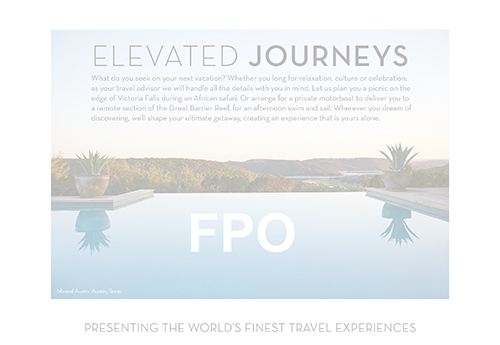 ELEVATED JOURNEYS
What do you seek on your next vacation? Whether you long for relaxation, culture or celebration,
as your travel advisor we will handle all the details with you in mind. Let us plan you a picnic on the
edge of Victoria Falls during an African safari. Or arrange for a private motorboat to deliver you to
a remote section of the Great Barrier Reef, for an afternoon swim and sail. Wherever you dream of
discovering, we'll shape your ultimate getaway, creating an experience that is yours alone.
FPO
Austin, Austin, Texas
PRESENTING THE WORLD'S FINEST TRAVEL EXPERIENCES